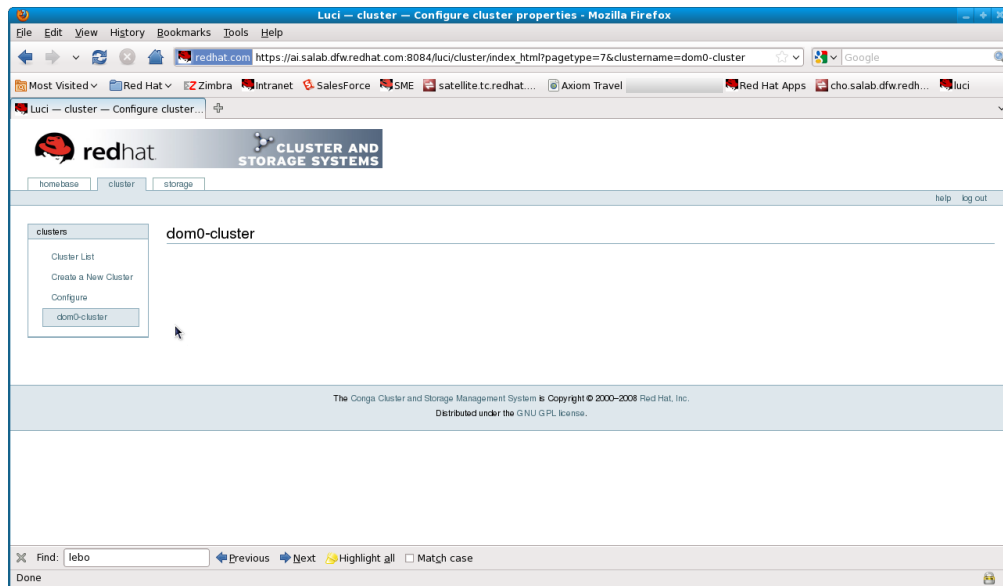 Luci — cluster — Configure cluster properties - Mozilla Firefox
File Edit View History Bookmarks Tools Help
redhat.com https://ai.salab.dfw.redhat.com:8084/luci/cluster/index_html?pagetype=7&clustername=dom0-cluster Google
Most Visited Red Hat Zimbra Intranet SalesForce SME satellite.tc.redhat.... Axiom Travel Red Hat Apps cho.salab.dfw.redh... luci
Luci — cluster — Configure cluster...
redhat. CLUSTER AND
STORAGE SYSTEMS
homebase cluster storage
help log out
clusters
dom0-cluster
Cluster List
Create a New Cluster
Configure
dom0-cluster
The Conga Cluster and Storage Management System is Copyright © 2000–2008 Red Hat, Inc.
Distributed under the GNU GPL license.
Find: lebo Previous Next Highlight all Match case
Done